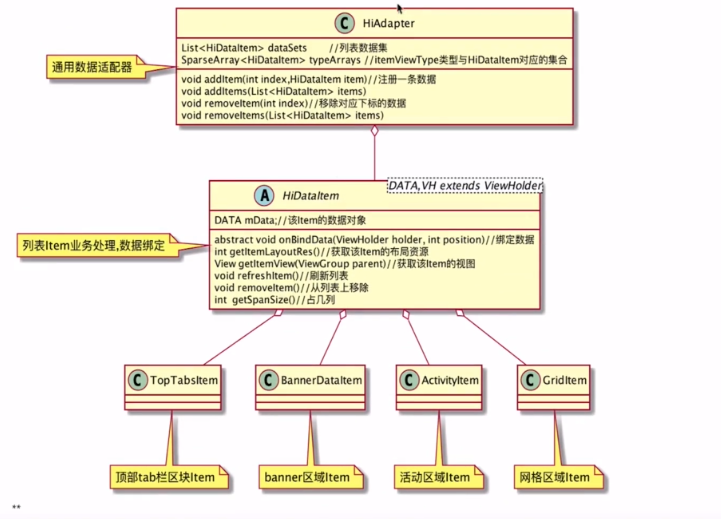 C HiAdapter
List<HiDataItem> dataSets //列表数据集
SparseArray<HiDataItem> typeArrays //itemViewType类型与HiDataItem对应的集合
void addItem(int index,HiDataItem item)//注册一条数据
void addItems(List<HiDataItem> items)
void removeItem(int index)//移除对应下标的数据
void removeItems(List<HiDataItem> items)
通用数据适配器
A HiDataItem
DATA,VH extends ViewHolder
DATA mData;//该Item的数据对象
abstract void onBindData(ViewHolder holder, int position)//绑定数据
int getItemLayoutRes()//获取该Item的布局资源
View getItemView(ViewGroup parent)//获取该Item的视图
void refreshItem()//刷新列表
void removeItem()//从列表上移除
int getSpanSize()//占几列
列表Item业务处理,数据绑定
C TopTabsItem
C BannerDataItem
C ActivityItem
C GridItem
顶部tab栏区块Item
banner区域Item
活动区域Item
网格区域Item
**